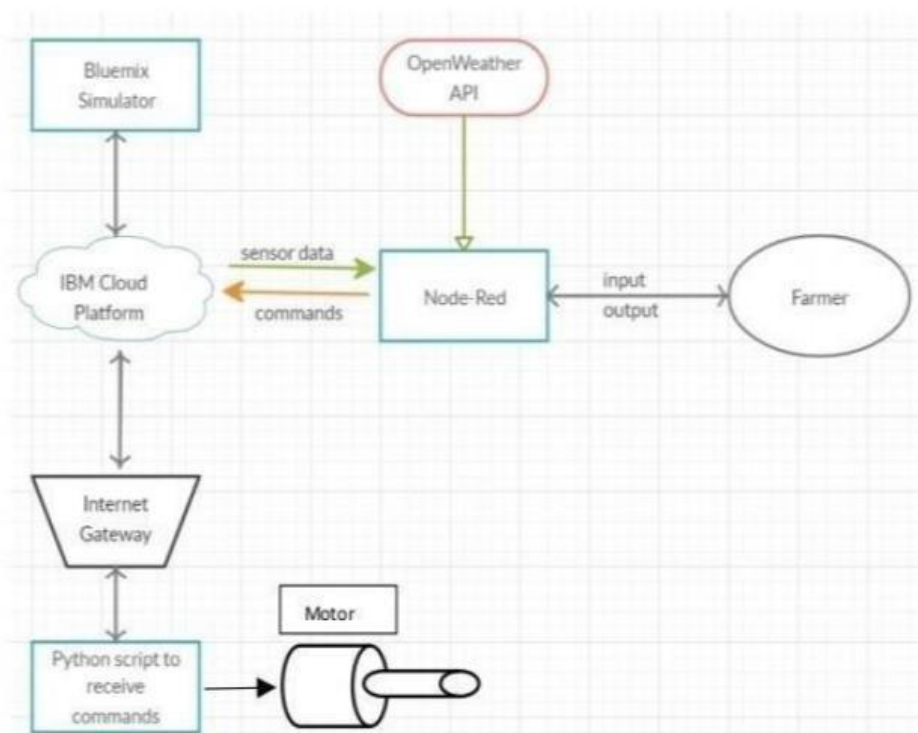 Bluemix
Simulator
OpenWeather
API
IBM Cloud
Platform
sensor data
commands
Node-Red
input
output
Farmer
Internet
Gateway
Motor
Python script to
receive
commands